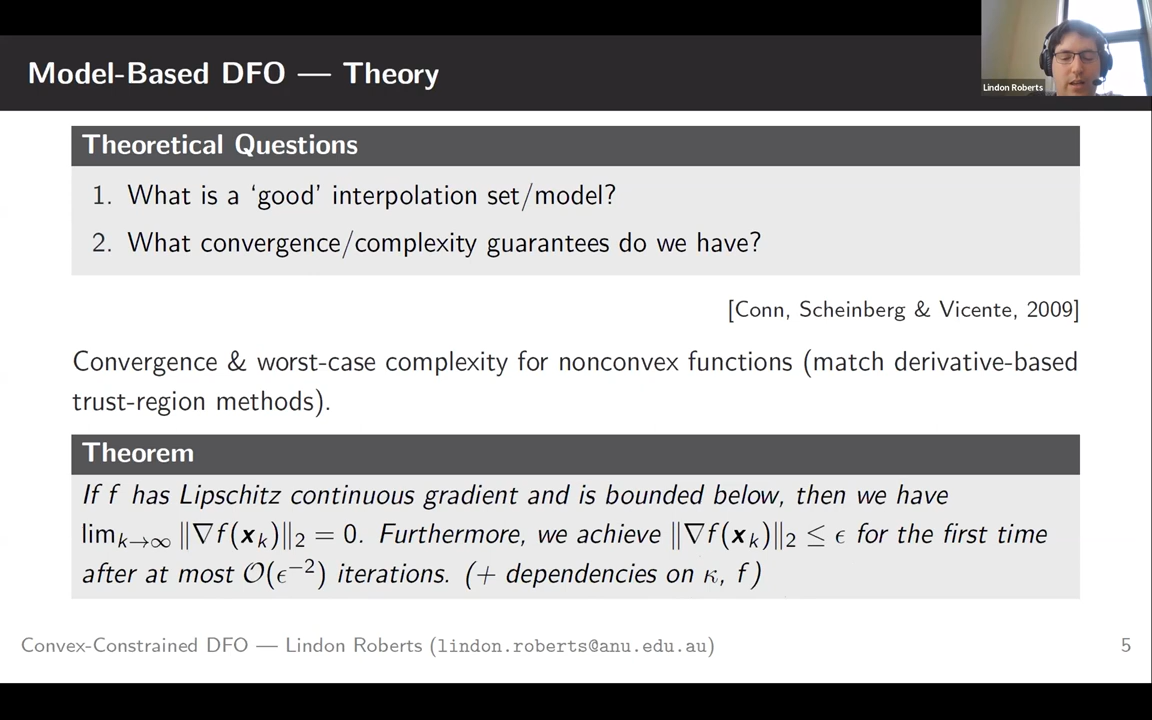 Model-Based DFO — Theory
Lindon Roberts
Theoretical Questions
1. What is a ‘good’ interpolation set/model?
2. What convergence/complexity guarantees do we have?
[Conn, Scheinberg & Vicente, 2009]
Convergence & worst-case complexity for nonconvex functions (match derivative-based
trust-region methods).
Theorem
If f has Lipschitz continuous gradient and is bounded below, then we have
lim_{k→∞} ‖∇f(x_k)‖₂ = 0. Furthermore, we achieve ‖∇f(x_k)‖₂ ≤ ϵ for the first time
after at most O(ϵ⁻²) iterations. (+ dependencies on κ, f)
Convex-Constrained DFO — Lindon Roberts (lindon.roberts@anu.edu.au)
5